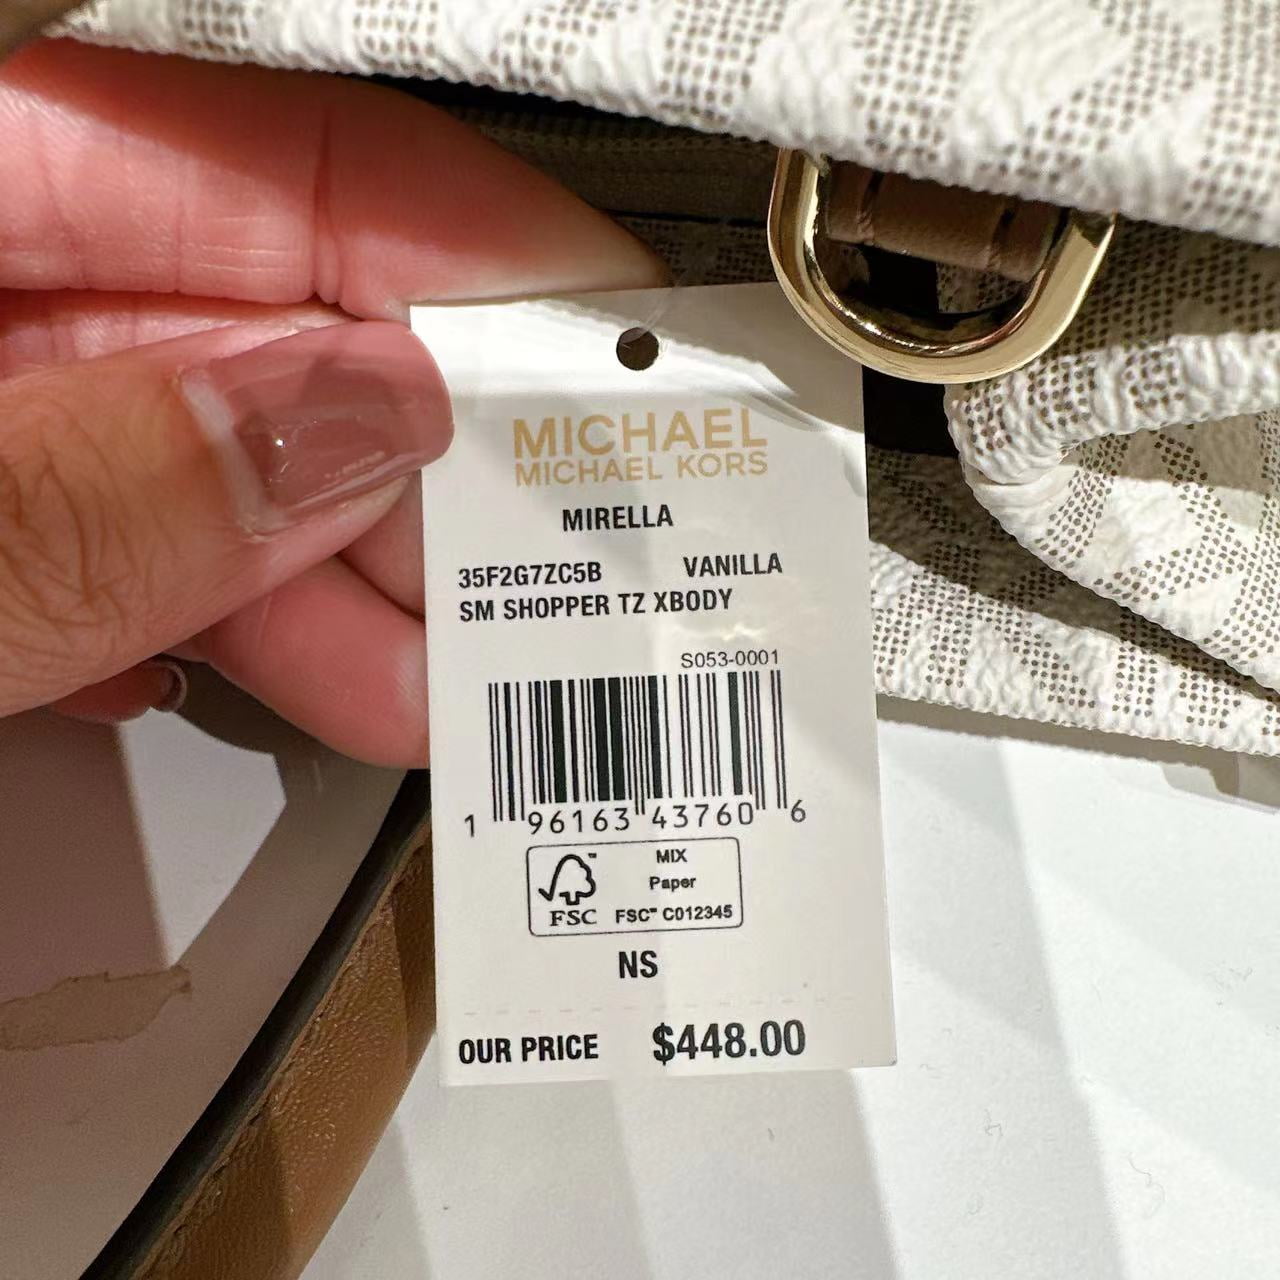 MICHAEL
MICHAEL KORS
MIRELLA
35F2G7ZC5B VANILLA
SM SHOPPER TZ XBODY
S053-0001
1 96163 43760 6
MIX
Paper
FSC™ C012345
FSC
NS
OUR PRICE $448.00